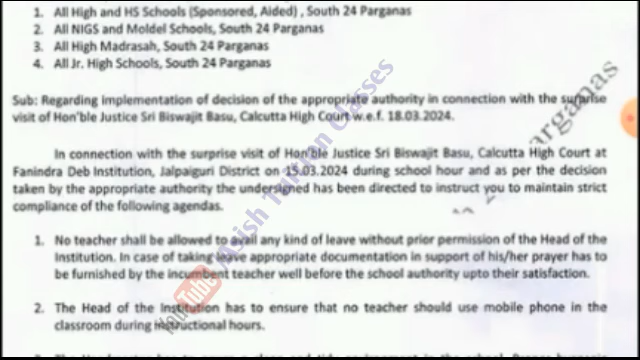 1. All High and HS Schools (Sponsored, Aided) , South 24 Parganas
2. All NIGS and Moldel Schools, South 24 Parganas
3. All High Madrasah, South 24 Parganas
4. All Jr. High Schools, South 24 Parganas
Sub: Regarding implementation of decision of the appropriate authority in connection with the surprise
visit of Hon'ble Justice Sri Biswajit Basu, Calcutta High Court w.e.f. 18.03.2024.
In connection with the surprise visit of Hon'ble Justice Sri Biswajit Basu, Calcutta High Court at
Fanindra Deb Institution, Jalpaiguri District on 15.03.2024 during school hour and as per the decision
taken by the appropriate authority the undersigned has been directed to instruct you to maintain strict
compliance of the following agendas.
1. No teacher shall be allowed to avail any kind of leave without prior permission of the Head of the
Institution. In case of taking leave appropriate documentation in support of his/her prayer has to
be furnished by the incumbent teacher well before the school authority upto their satisfaction.
2. The Head of the Institution has to ensure that no teacher should use mobile phone in the
classroom during instructional hours.
YouTube
Classes
arganas